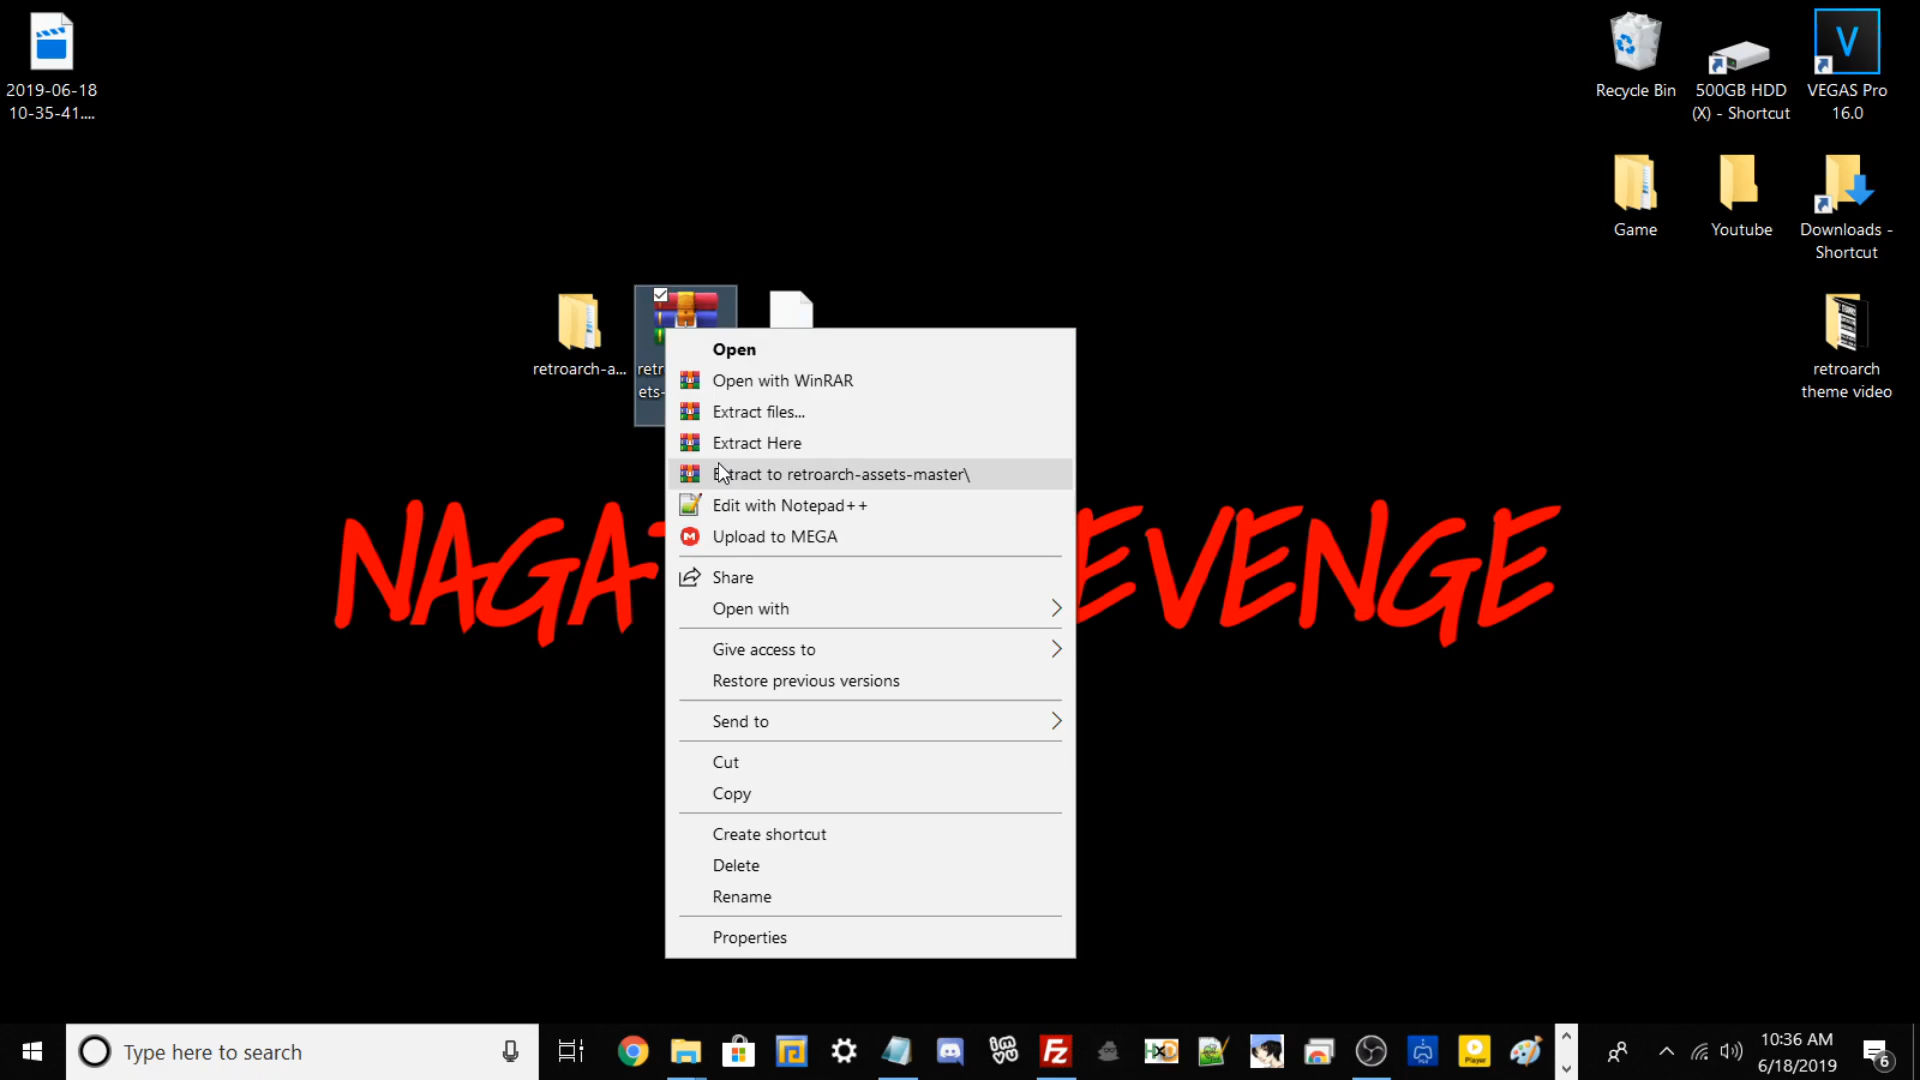 2019-06-18
10-35-41....
Recycle Bin
500GB HDD
(X) - Shortcut
VEGAS Pro
16.0
Game
Youtube
Downloads -
Shortcut
retroarch-a...
retr
ets-
retroarch
theme video
Open
Open with WinRAR
Extract files...
Extract Here
Extract to retroarch-assets-master\
Edit with Notepad++
Upload to MEGA
Share
Open with
Give access to
Restore previous versions
Send to
Cut
Copy
Create shortcut
Delete
Rename
Properties
NAGA
EVENGE
Type here to search
Player
10:36 AM
6/18/2019
6